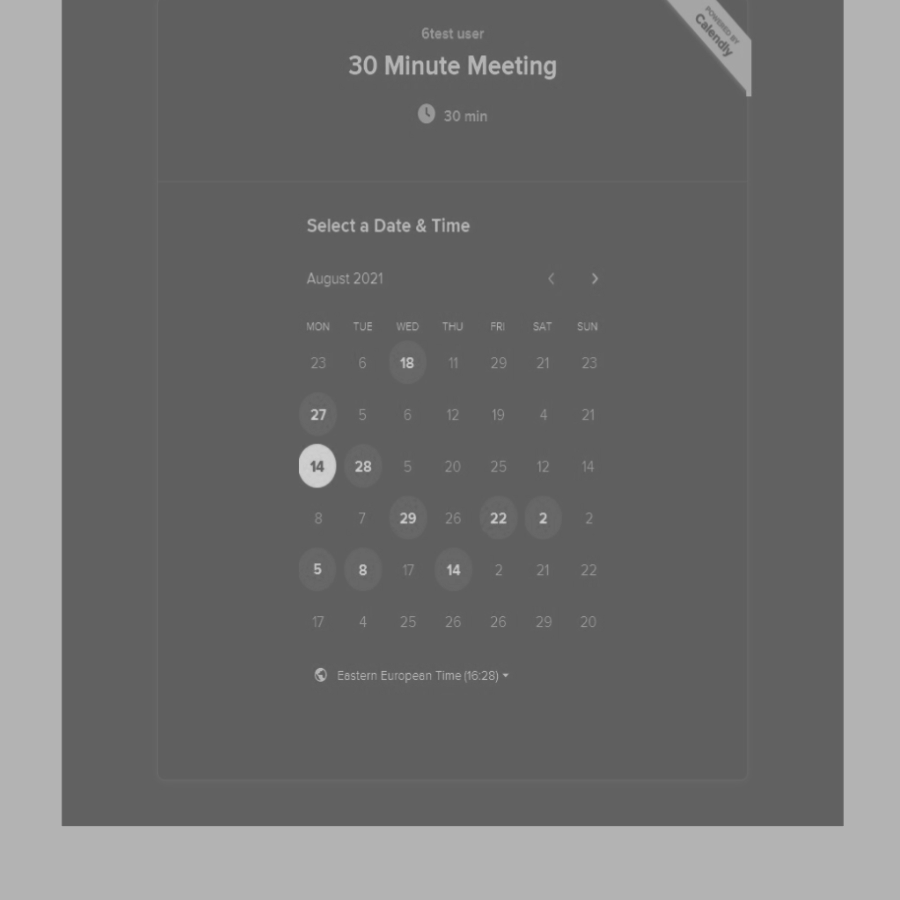 6test user
POWERED BY
Calendly
30 Minute Meeting
30 min
Select a Date & Time
August 2021
MON TUE WED THU FRI SAT SUN
23 6 18 11 29 21 23
27 5 6 12 19 4 21
14 28 5 20 25 12 14
8 7 29 26 22 2 2
5 8 17 14 2 21 22
17 4 25 26 26 29 20
Eastern European Time (16:28)